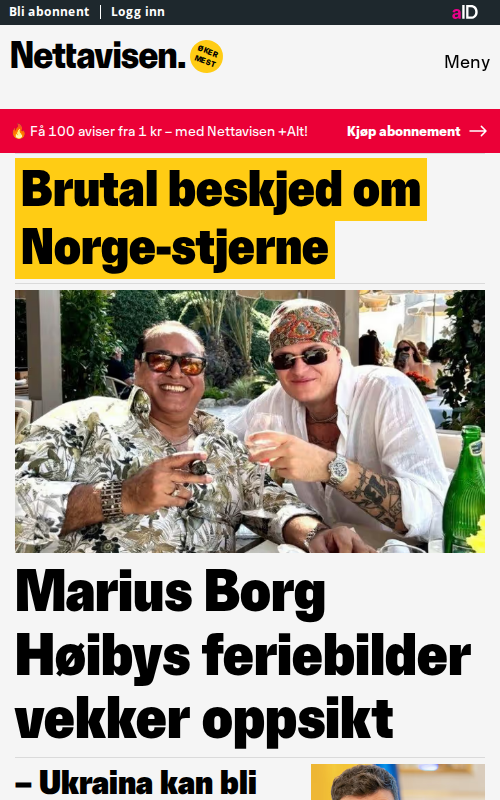 Bli abonnent | Logg inn
aID
Nettavisen.
ØKER
MEST
Meny
🔥 Få 100 aviser fra 1 kr – med Nettavisen +Alt!
Kjøp abonnement →
Brutal beskjed om
Norge-stjerne
Marius Borg
Høibys feriebilder
vekker oppsikt
– Ukraina kan bli